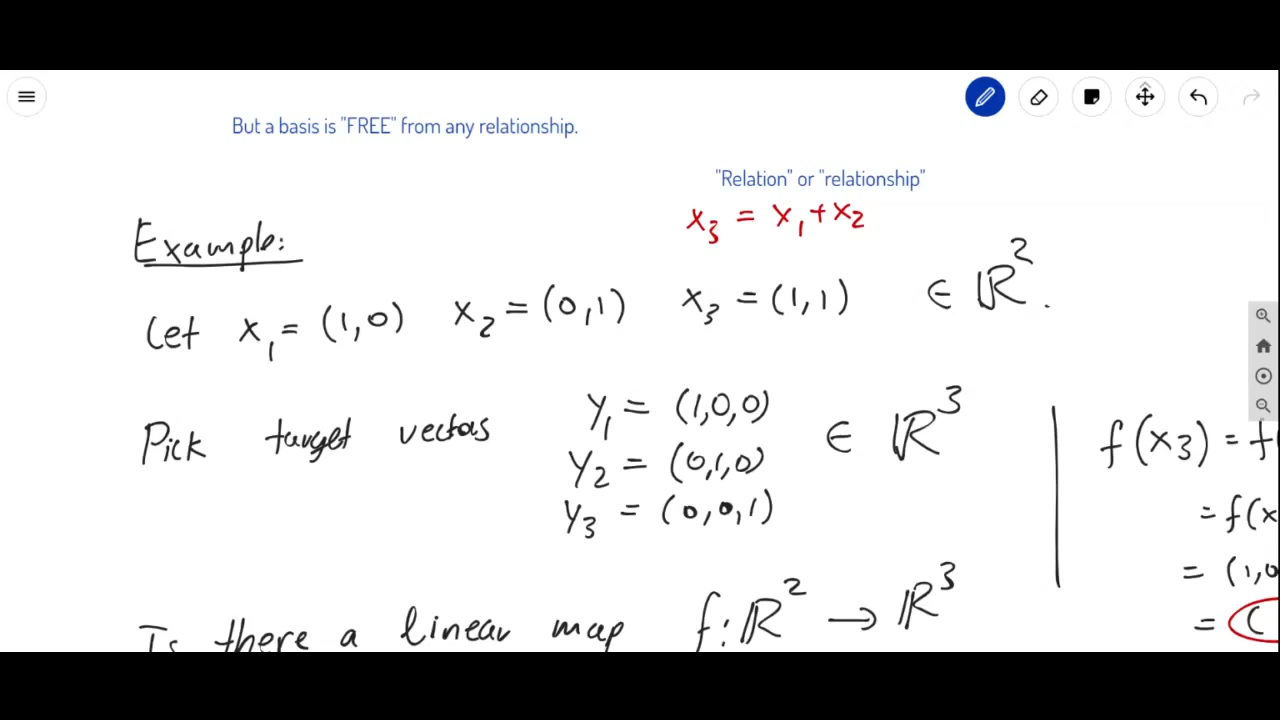 But a basis is "FREE" from any relationship.
"Relation" or "relationship"
x₃ = x₁ + x₂
Example:
Let x₁ = (1,0) x₂ = (0,1) x₃ = (1,1) ∈ ℝ².
Pick target vectors
y₁ = (1,0,0)
y₂ = (0,1,0)
y₃ = (0,0,1)
∈ ℝ³
Is there a linear map f: ℝ² → ℝ³
f(x₃) = f(
= f(x
= (1,0
= (